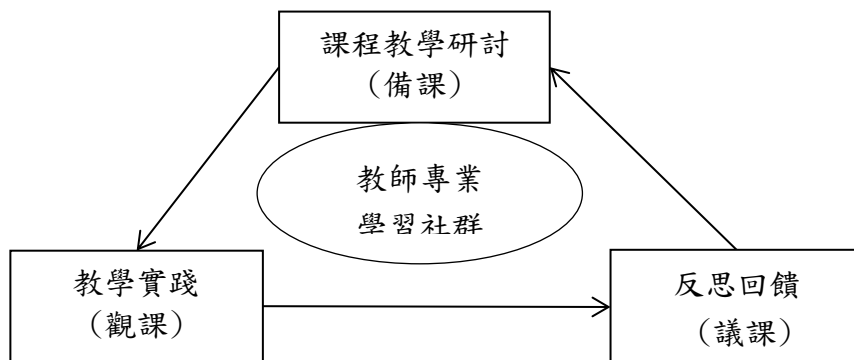 課程教學研討
（備課）
教師專業
學習社群
教學實踐
（觀課）
反思回饋
（議課）